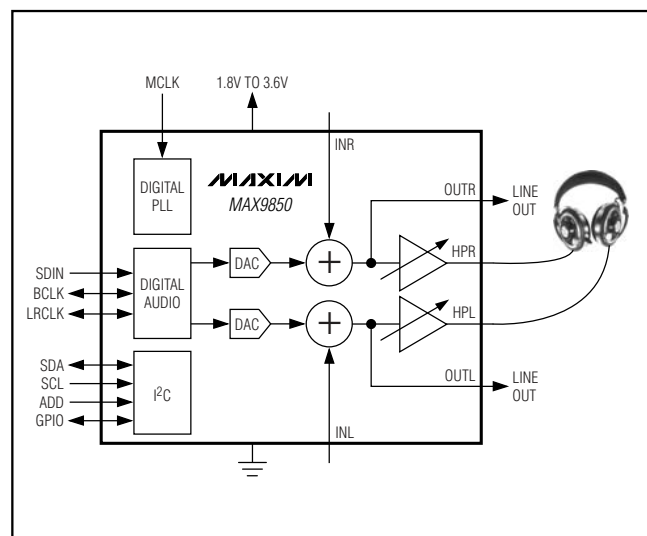 MCLK
1.8V TO 3.6V
INR
DIGITAL
PLL
MAXIM
MAX9850
OUTR
LINE
OUT
SDIN
BCLK
LRCLK
DIGITAL
AUDIO
DAC
+
HPR
DAC
+
HPL
SDA
SCL
ADD
GPIO
I²C
OUTL
LINE
OUT
INL